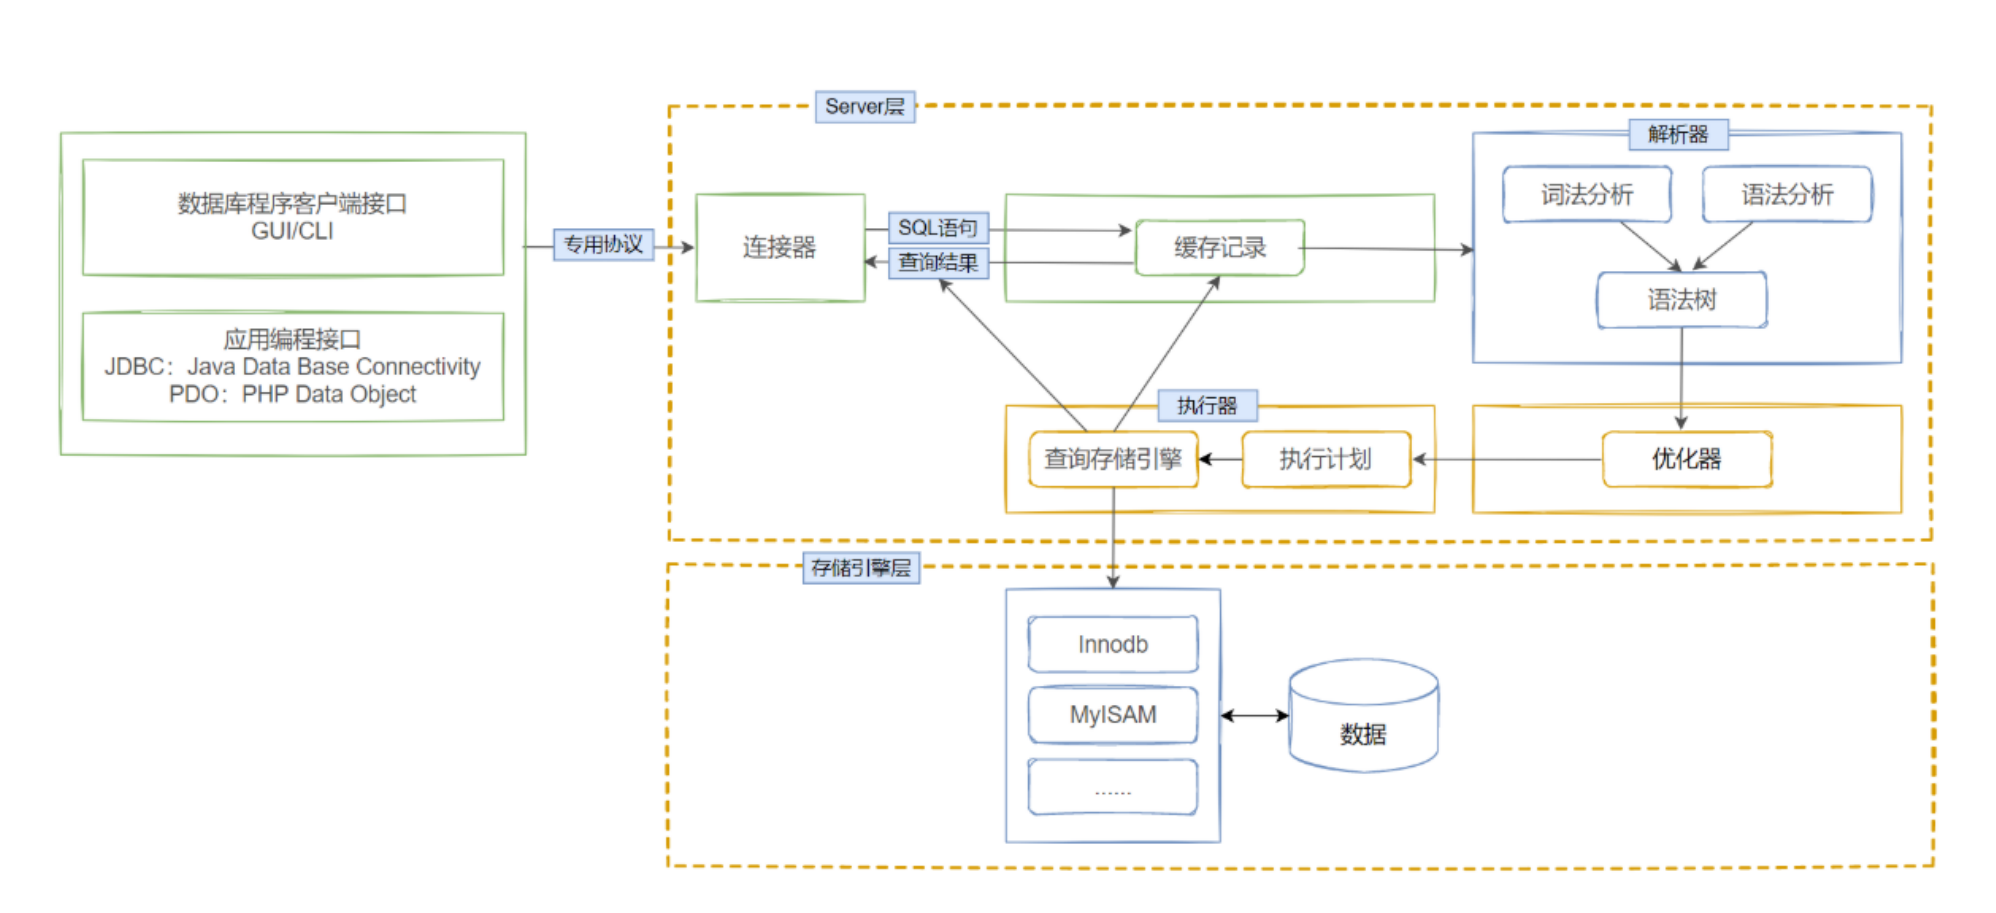 Server层
解析器
数据库程序客户端接口
GUI/CLI
词法分析
语法分析
SQL语句
专用协议
连接器
查询结果
缓存记录
语法树
应用编程接口
JDBC：Java Data Base Connectivity
PDO：PHP Data Object
执行器
查询存储引擎
执行计划
优化器
存储引擎层
Innodb
MyISAM
数据
......